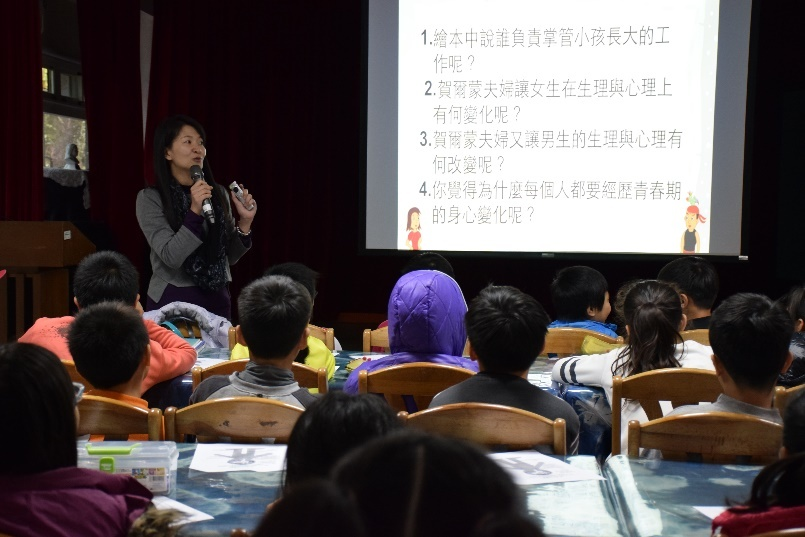 1.繪本中說誰負責掌管小孩長大的工
作呢？
2.賀爾蒙夫婦讓女生在生理與心理上
有何變化呢？
3.賀爾蒙夫婦又讓男生的生理與心理有
何改變呢？
4.你覺得為什麼每個人都要經歷青春期
的身心變化呢？